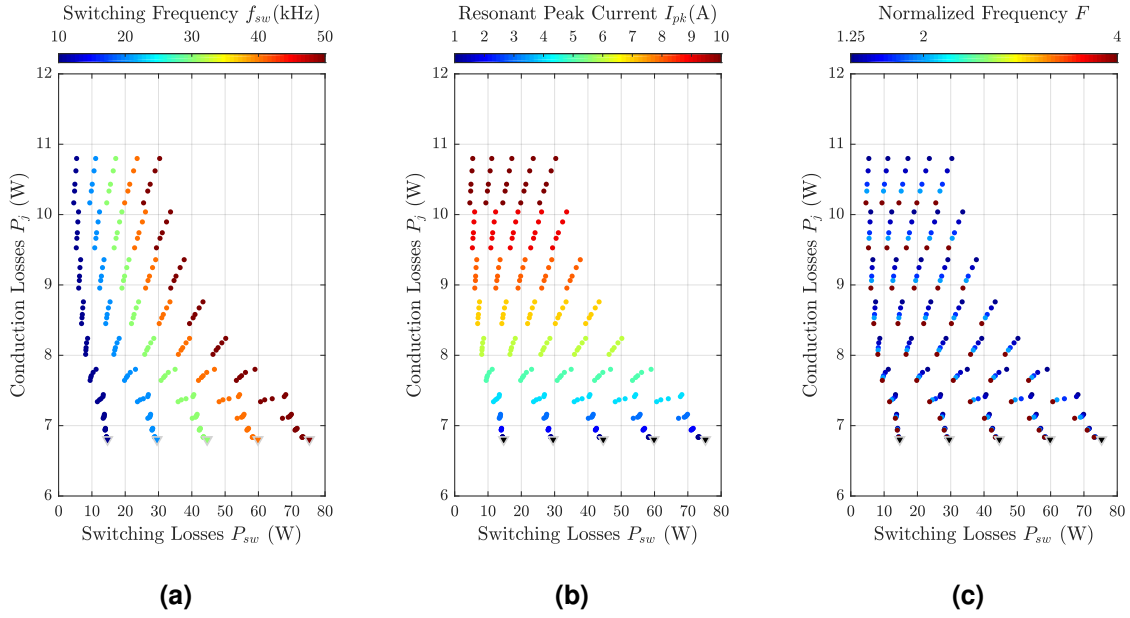 Switching Frequency f_sw(kHz)
10 20 30 40 50
12
11
10
9
8
7
6
Conduction Losses P_j (W)
0 10 20 30 40 50 60 70 80
Switching Losses P_sw (W)
(a)
Resonant Peak Current I_pk(A)
1 2 3 4 5 6 7 8 9 10
12
11
10
9
8
7
6
Conduction Losses P_j (W)
0 10 20 30 40 50 60 70 80
Switching Losses P_sw (W)
(b)
Normalized Frequency F
1.25 2 4
12
11
10
9
8
7
6
Conduction Losses P_j (W)
0 10 20 30 40 50 60 70 80
Switching Losses P_sw (W)
(c)